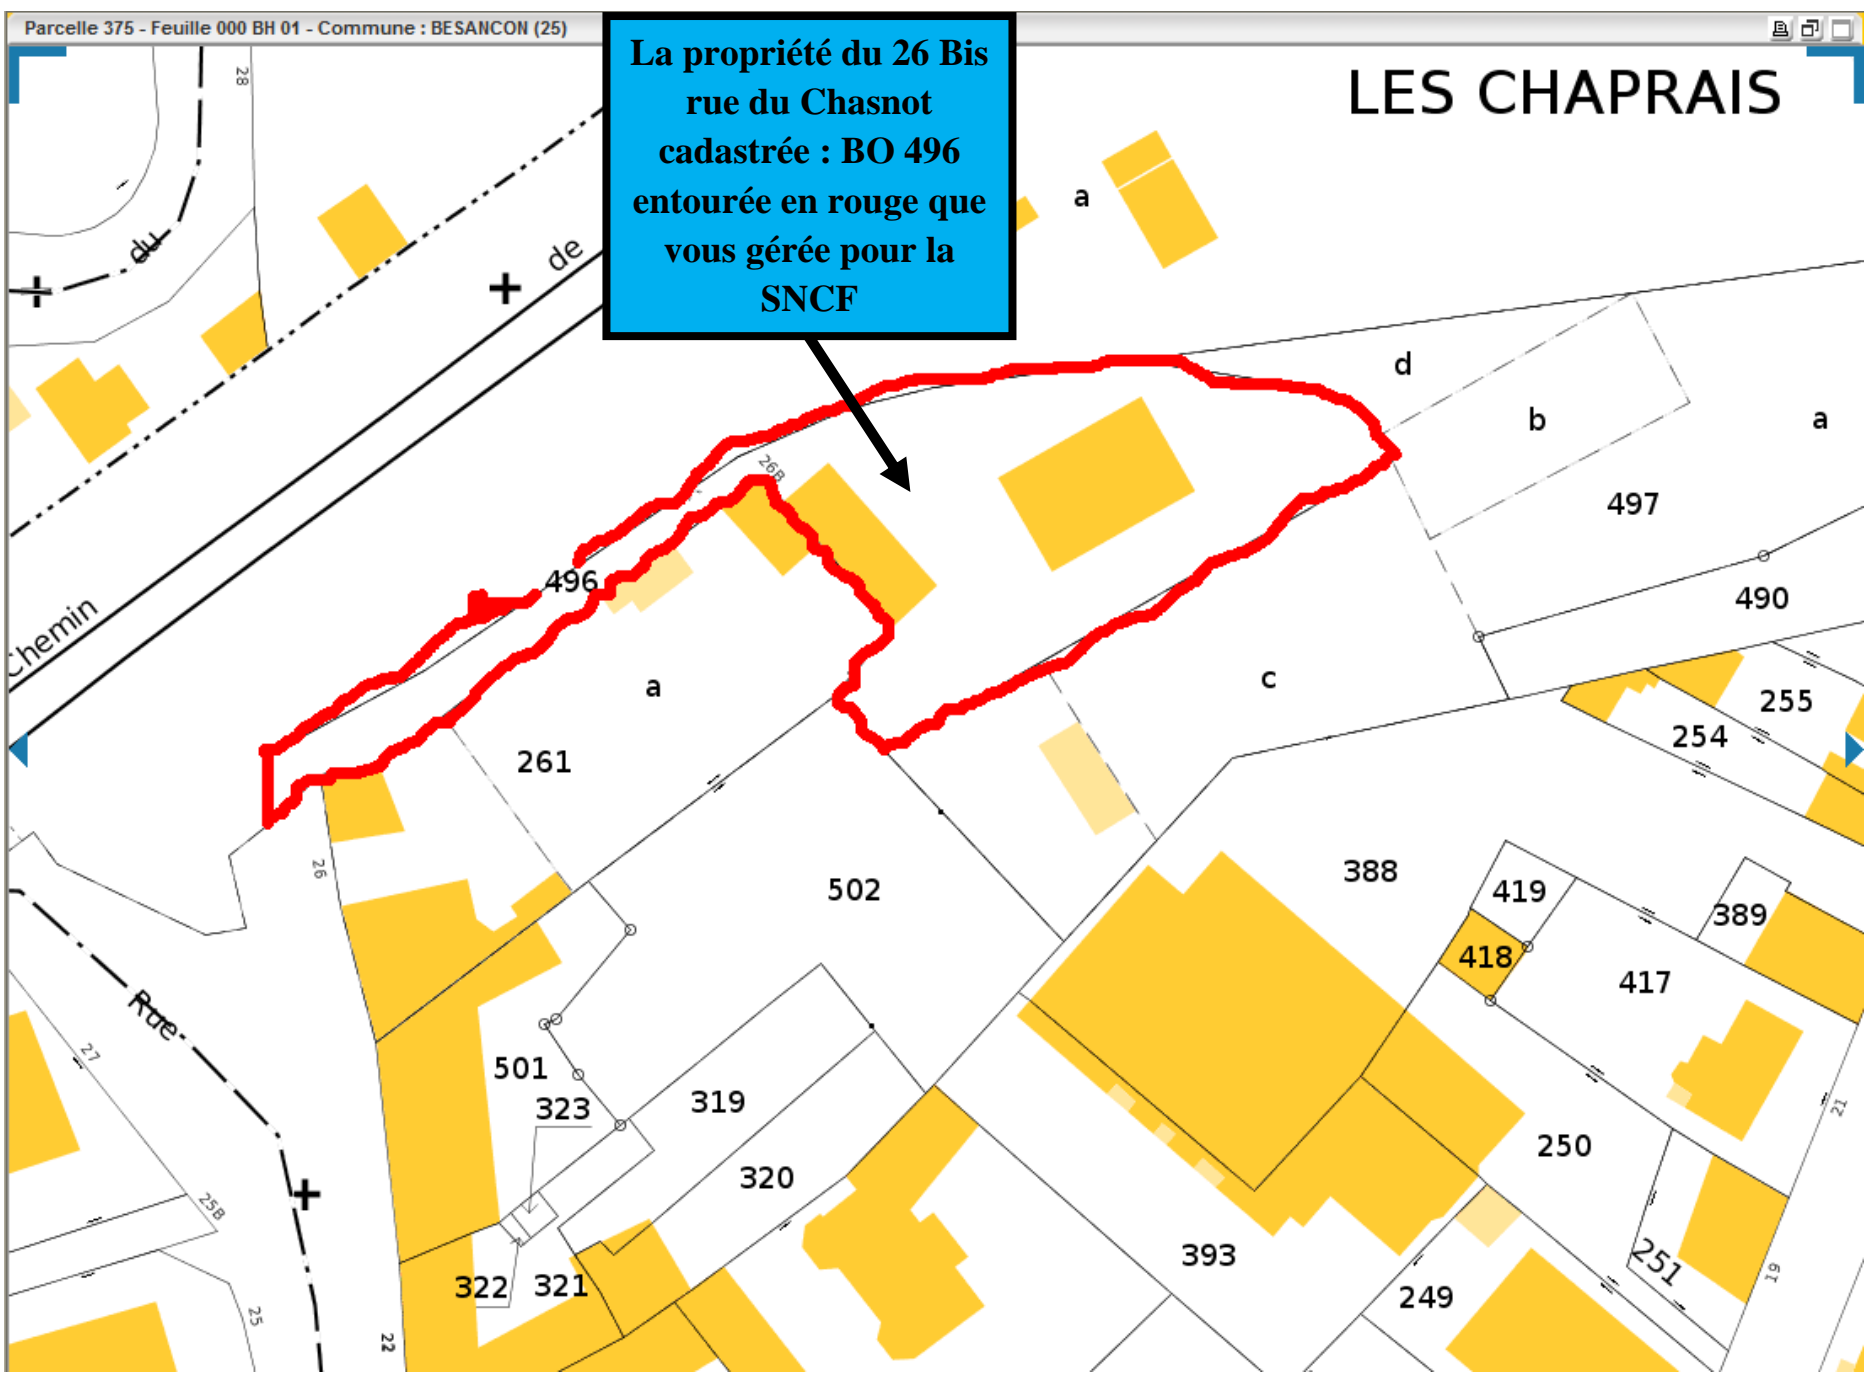 Parcelle 375 - Feuille 000 BH 01 - Commune : BESANCON (25)
La propriété du 26 Bis
rue du Chasnot
cadastrée : BO 496
entourée en rouge que
vous gérée pour la
SNCF
LES CHAPRAIS
28
du
de
a
d
b
a
26B
497
496
490
Chemin
a
c
255
254
261
26
502
388
419
389
418
417
Rue
27
501
323
319
21
250
320
25B
393
251
19
322
321
249
25
22